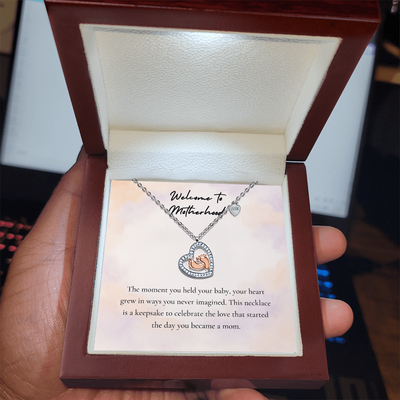 Welcome To
Motherhood
The moment you held your baby, your heart
grew in ways you never imagined. This necklace
is a keepsake to celebrate the love that started
the day you became a mom.